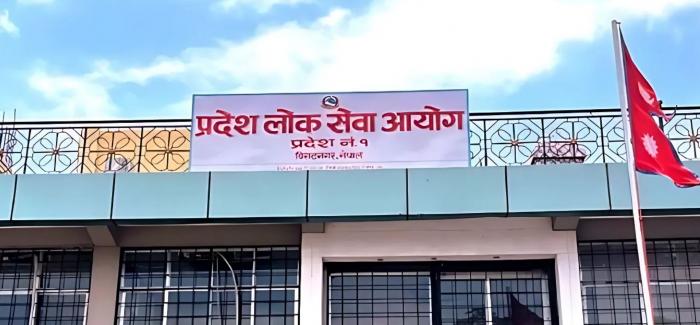 प्रदेश लोक सेवा आयोग
प्रदेश नं. १
विराटनगर, नेपाल